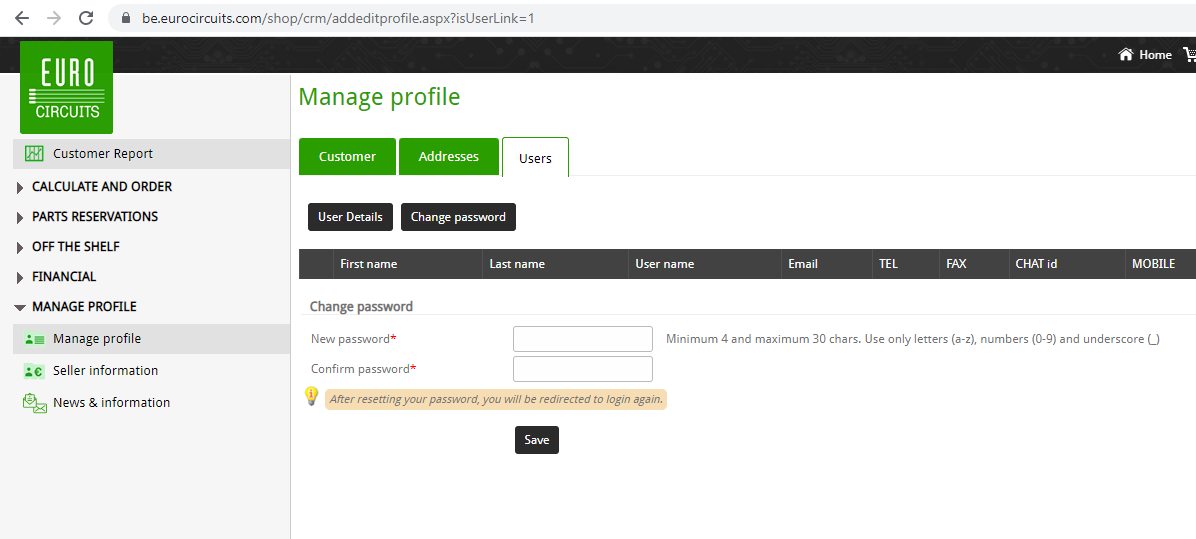 be.eurocircuits.com/shop/crm/addeditprofile.aspx?isUserLink=1
Home
EURO
CIRCUITS
Manage profile
Customer Addresses Users
Customer Report
CALCULATE AND ORDER
PARTS RESERVATIONS
OFF THE SHELF
FINANCIAL
MANAGE PROFILE
Manage profile
Seller information
News & information
User Details Change password
First name Last name User name Email TEL FAX CHAT id MOBILE
Change password
New password* Minimum 4 and maximum 30 chars. Use only letters (a-z), numbers (0-9) and underscore (_)
Confirm password*
After resetting your password, you will be redirected to login again.
Save